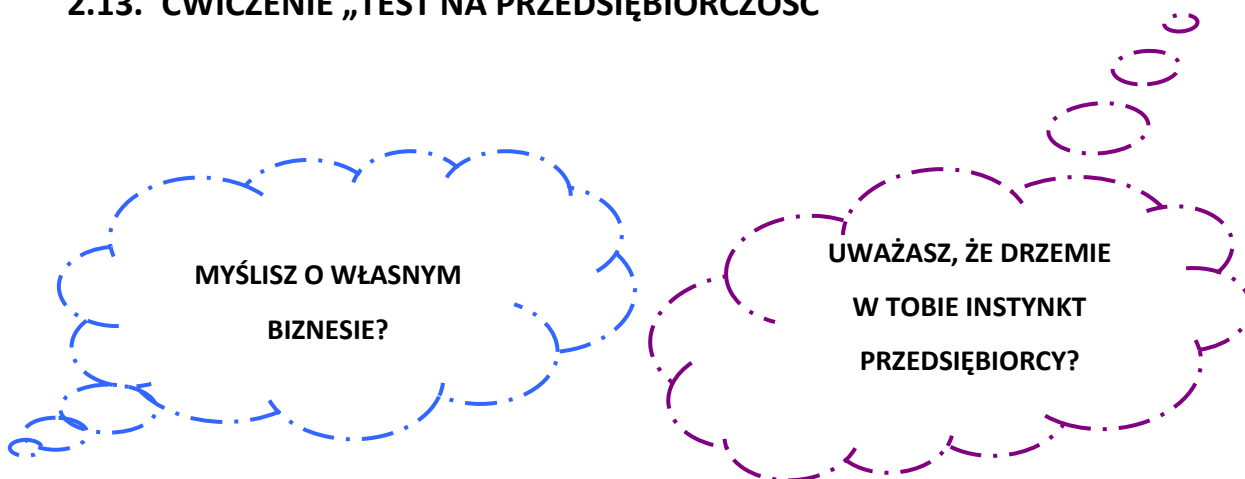 2.13. ĆWICZENIE „TEST NA PRZEDSIĘBIORCZOŚĆ
MYŚLISZ O WŁASNYM
BIZNESIE?
UWAŻASZ, ŻE DRZEMIE
W TOBIE INSTYNKT
PRZEDSIĘBIORCY?